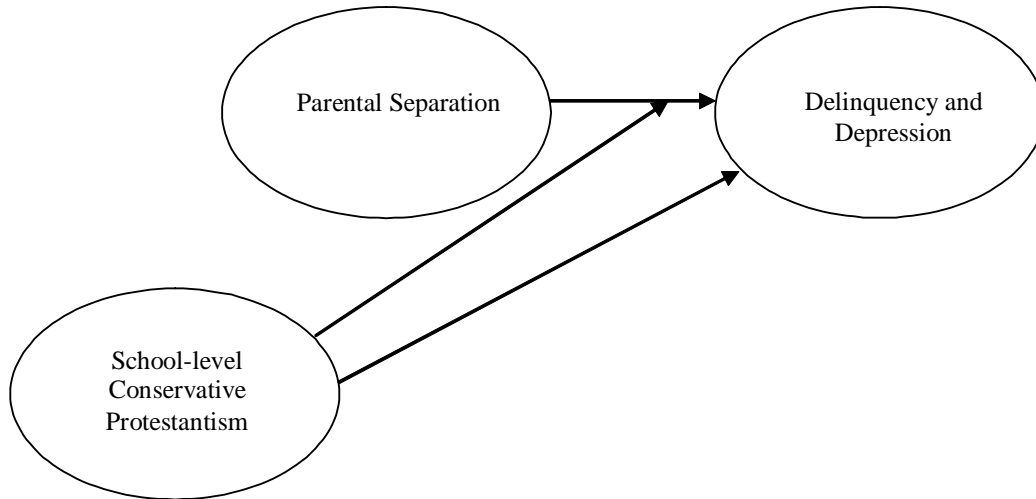 Parental Separation
Delinquency and
Depression
School-level
Conservative
Protestantism